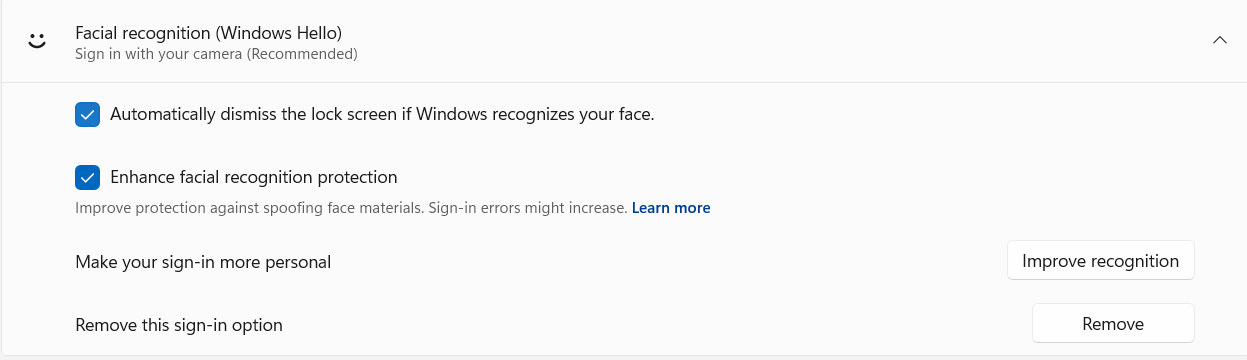 Facial recognition (Windows Hello)
Sign in with your camera (Recommended)
Automatically dismiss the lock screen if Windows recognizes your face.
Enhance facial recognition protection
Improve protection against spoofing face materials. Sign-in errors might increase. Learn more
Make your sign-in more personal
Improve recognition
Remove this sign-in option
Remove